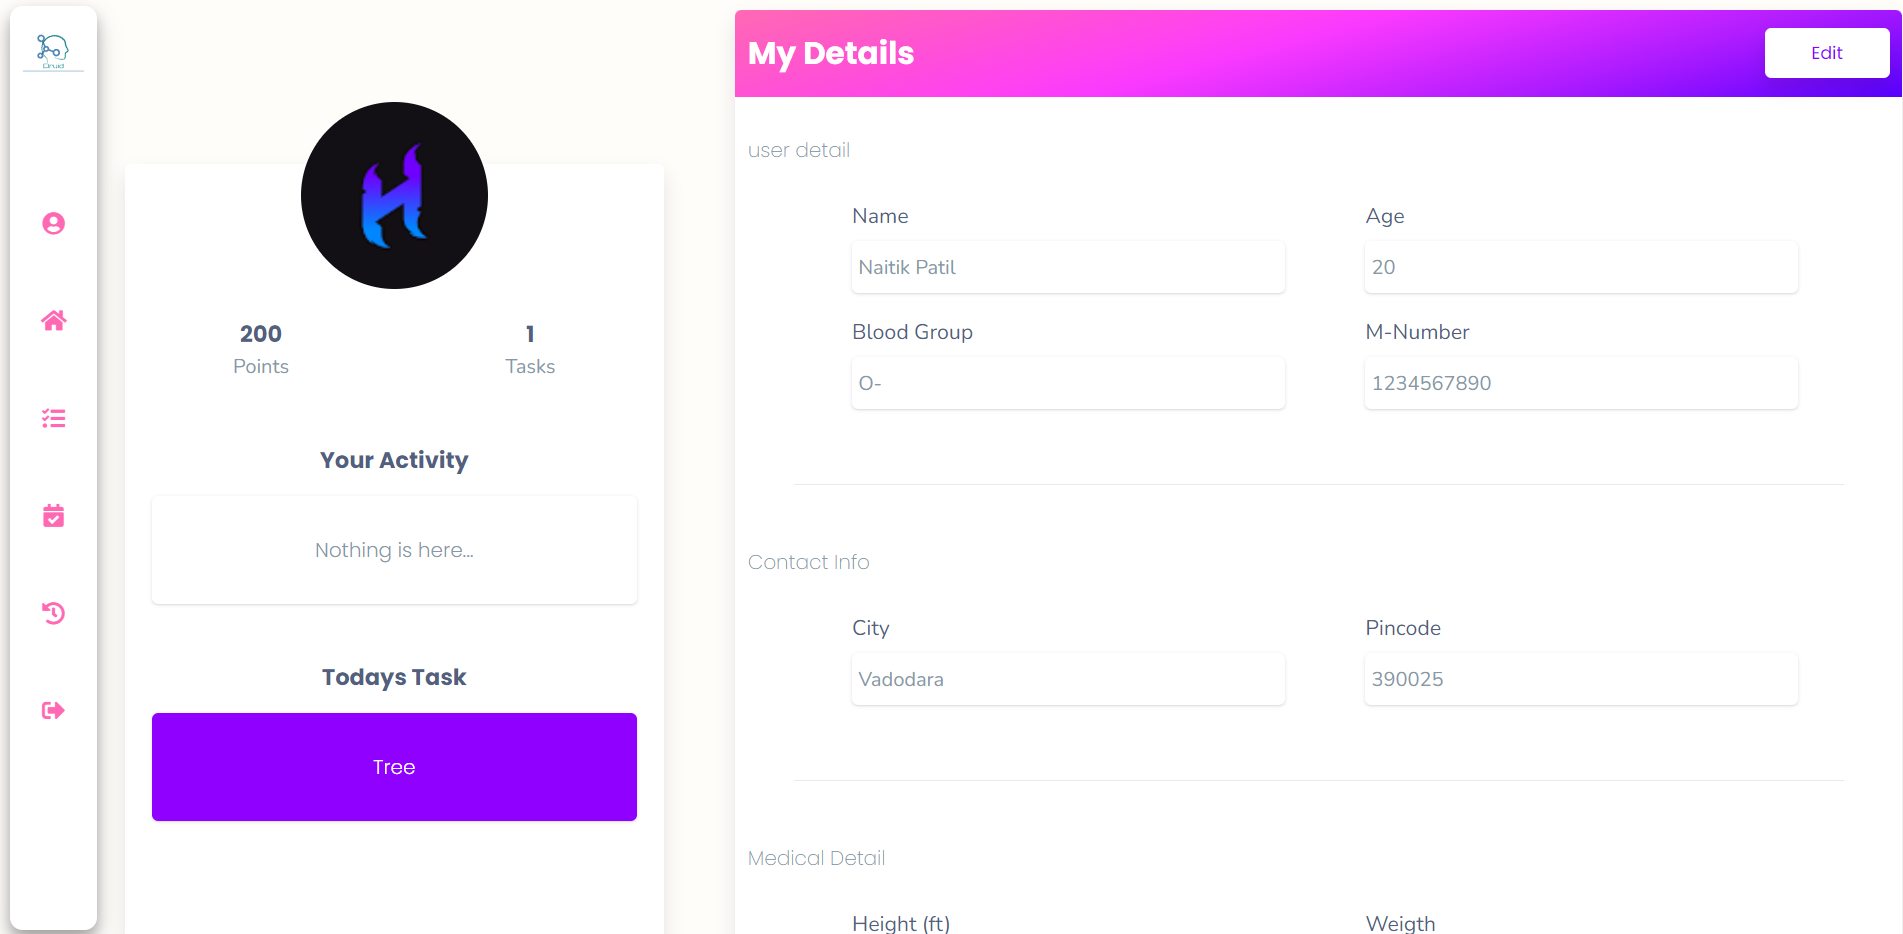 Druid
200
Points
1
Tasks
Your Activity
Nothing is here...
Todays Task
Tree
My Details
Edit
user detail
Name
Age
Naitik Patil
20
Blood Group
M-Number
O-
1234567890
Contact Info
City
Pincode
Vadodara
390025
Medical Detail
Height (ft)
Weigth